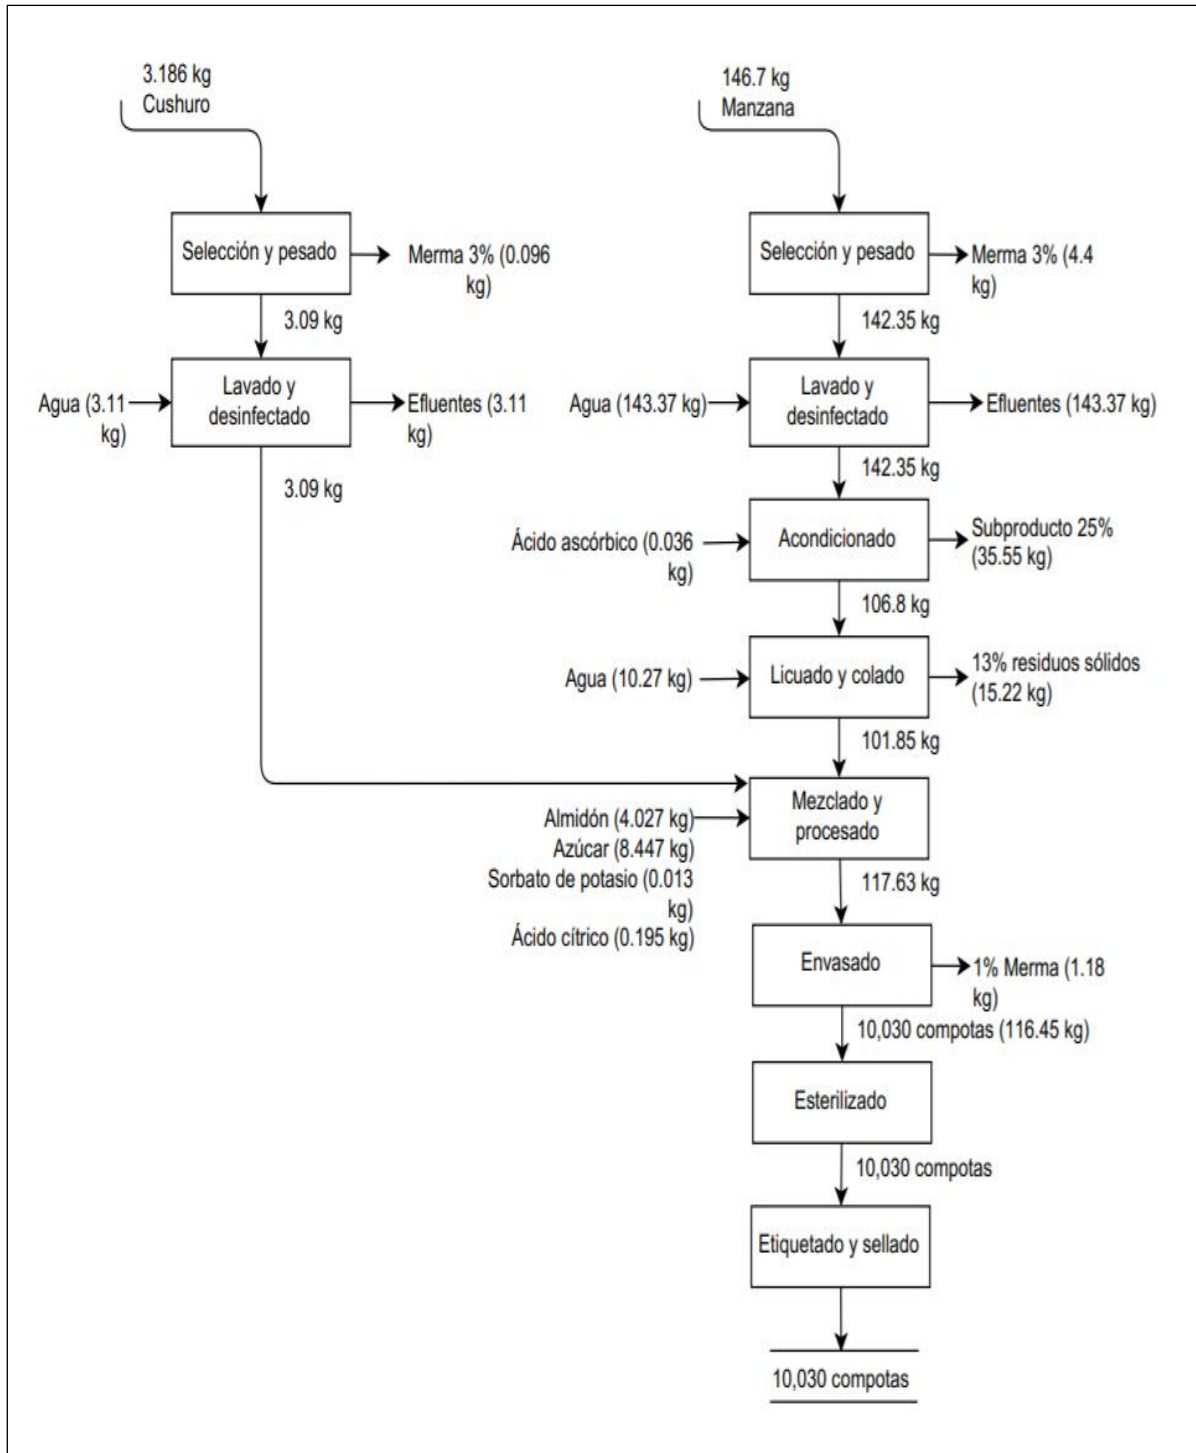 3.186 kg
Cushuro
146.7 kg
Manzana
Selección y pesado
Merma 3% (0.096
kg)
Selección y pesado
Merma 3% (4.4
kg)
3.09 kg
142.35 kg
Agua (3.11
kg)
Lavado y
desinfectado
Efluentes (3.11
kg)
Agua (143.37 kg)
Lavado y
desinfectado
Efluentes (143.37 kg)
3.09 kg
142.35 kg
Ácido ascórbico (0.036
kg)
Acondicionado
Subproducto 25%
(35.55 kg)
106.8 kg
Agua (10.27 kg)
Licuado y colado
13% residuos sólidos
(15.22 kg)
101.85 kg
Mezclado y
procesado
Almidón (4.027 kg)
Azúcar (8.447 kg)
Sorbato de potasio (0.013
kg)
Ácido cítrico (0.195 kg)
117.63 kg
Envasado
1% Merma (1.18
kg)
10,030 compotas (116.45 kg)
Esterilizado
10,030 compotas
Etiquetado y sellado
10,030 compotas